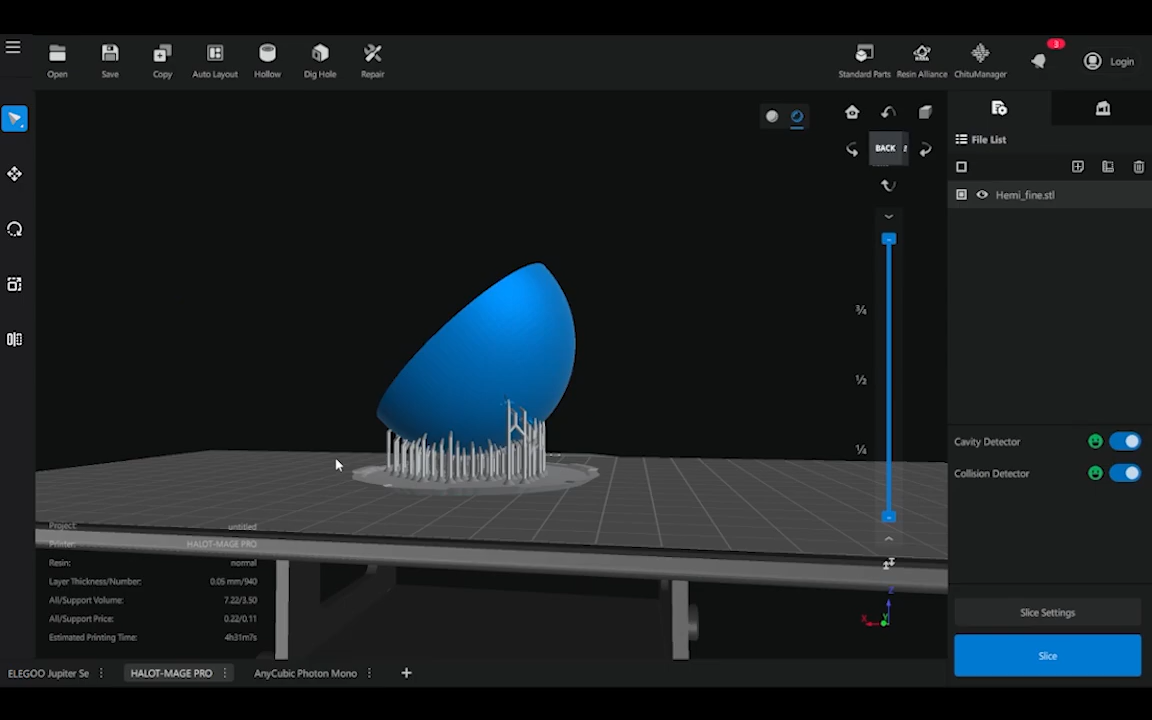 Open Save Copy Auto Layout Hollow Dig Hole Repair Standard Parts Resin Alliance ChituManager 3 Login
BACK
File List
Hemi_fine.stl
¾
½
¼
Cavity Detector
Collision Detector
Project: untitled
Printer: HALOT-MAGE PRO
Resin: normal
Layer Thickness/Number: 0.05 mm/940
All/Support Volume: 7.22/3.50
All/Support Price: 0.22/0.11
Estimated Printing Time: 4h31m7s
Z
X
Y
Slice Settings
Slice
ELEGOO Jupiter Se HALOT-MAGE PRO AnyCubic Photon Mono